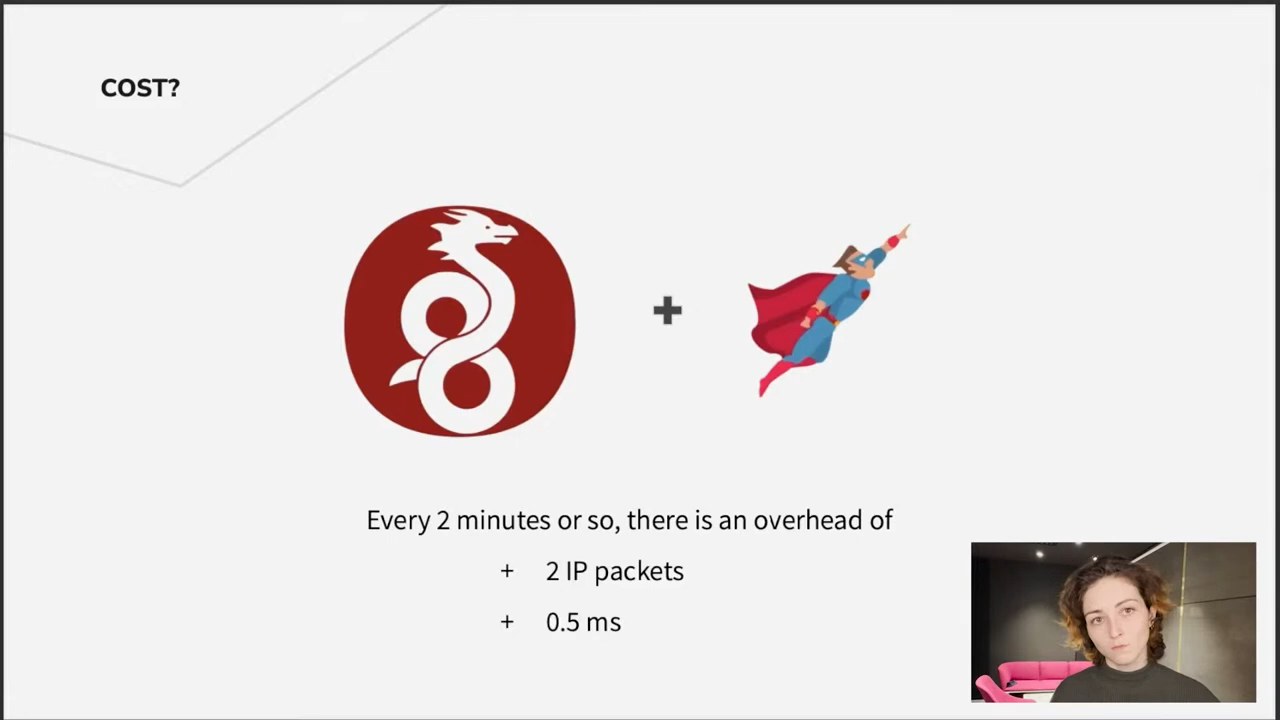 COST?
Every 2 minutes or so, there is an overhead of
+ 2 IP packets
+ 0.5 ms